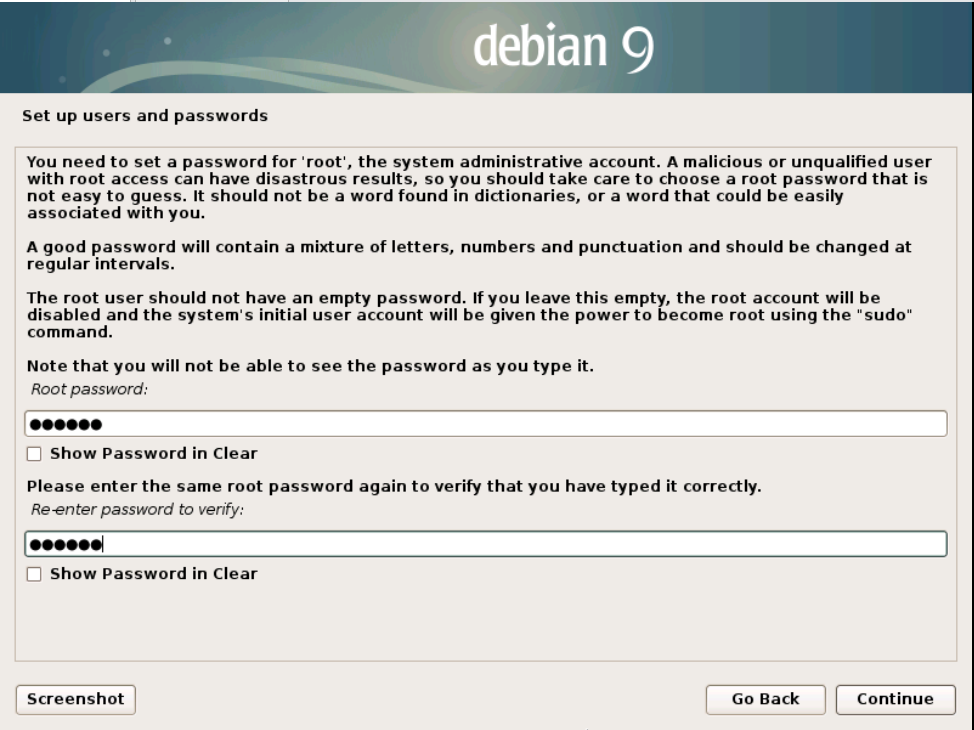 debian 9
Set up users and passwords
You need to set a password for 'root', the system administrative account. A malicious or unqualified user
with root access can have disastrous results, so you should take care to choose a root password that is
not easy to guess. It should not be a word found in dictionaries, or a word that could be easily
associated with you.
A good password will contain a mixture of letters, numbers and punctuation and should be changed at
regular intervals.
The root user should not have an empty password. If you leave this empty, the root account will be
disabled and the system's initial user account will be given the power to become root using the "sudo"
command.
Note that you will not be able to see the password as you type it.
Root password:
●●●●●●
Show Password in Clear
Please enter the same root password again to verify that you have typed it correctly.
Re-enter password to verify:
●●●●●●
Show Password in Clear
Screenshot
Go Back
Continue